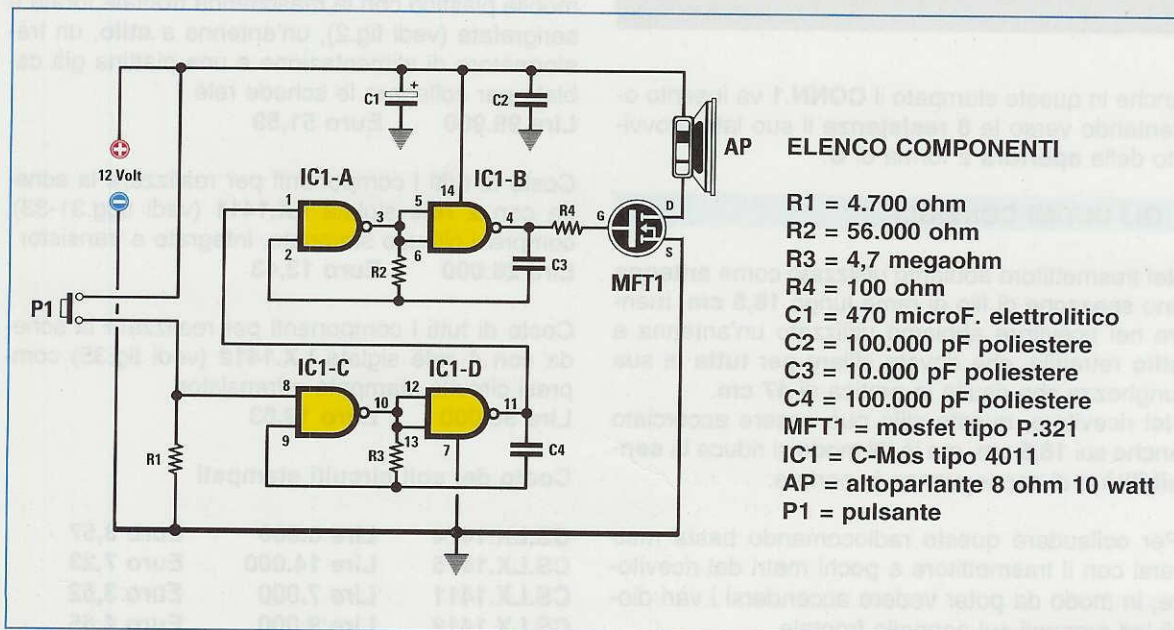 12 Volt
P1
R1
C1
+
C2
AP
IC1-A
1
2
R2
5
6
14
IC1-B
4
C3
R4
G
D
S
MFT1
IC1-C
8
9
10
R3
12
13
IC1-D
7
11
C4
ELENCO COMPONENTI
R1 = 4.700 ohm
R2 = 56.000 ohm
R3 = 4,7 megaohm
R4 = 100 ohm
C1 = 470 microF. elettrolitico
C2 = 100.000 pF poliestere
C3 = 10.000 pF poliestere
C4 = 100.000 pF poliestere
MFT1 = mosfet tipo P.321
IC1 = C-Mos tipo 4011
AP = altoparlante 8 ohm 10 watt
P1 = pulsante